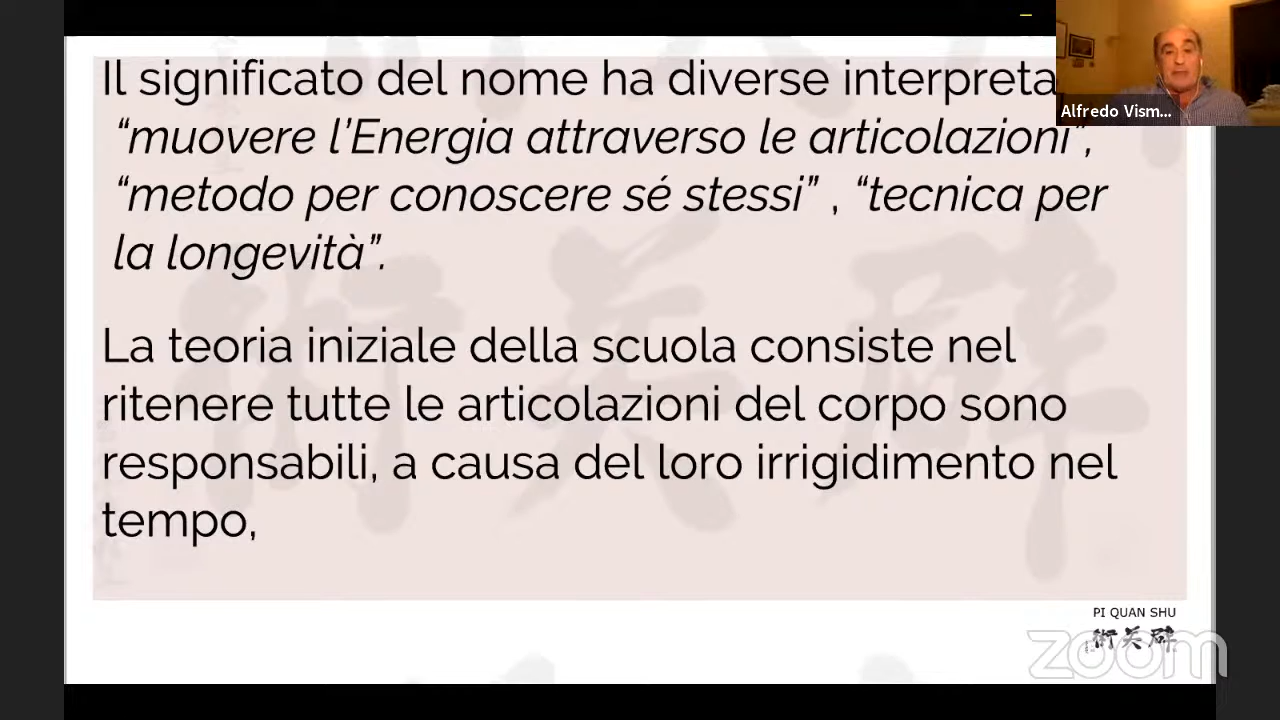 Il significato del nome ha diverse interpreta
“muovere l’Energia attraverso le articolazioni”,
“metodo per conoscere sé stessi” , “tecnica per
la longevità”.
La teoria iniziale della scuola consiste nel
ritenere tutte le articolazioni del corpo sono
responsabili, a causa del loro irrigidimento nel
tempo,
Alfredo Vism...
PI QUAN SHU
zoom